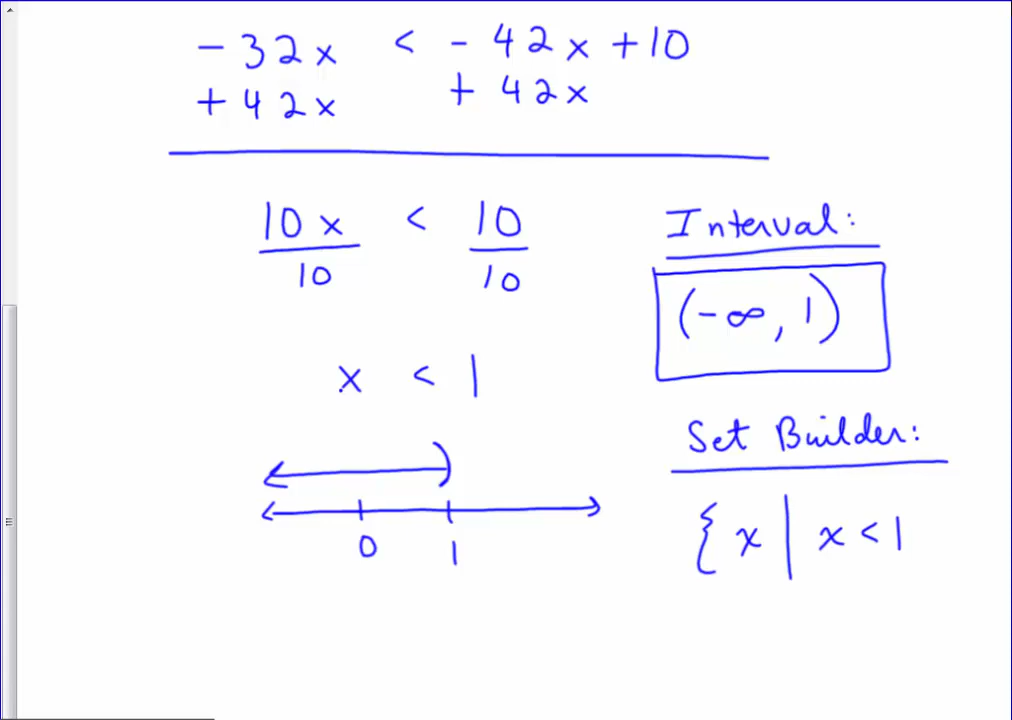 - 32x < - 42x + 10
+ 42x + 42x
10x < 10
10 10
x < 1
0 1
Interval:
(-∞, 1)
Set Builder:
{ x | x < 1